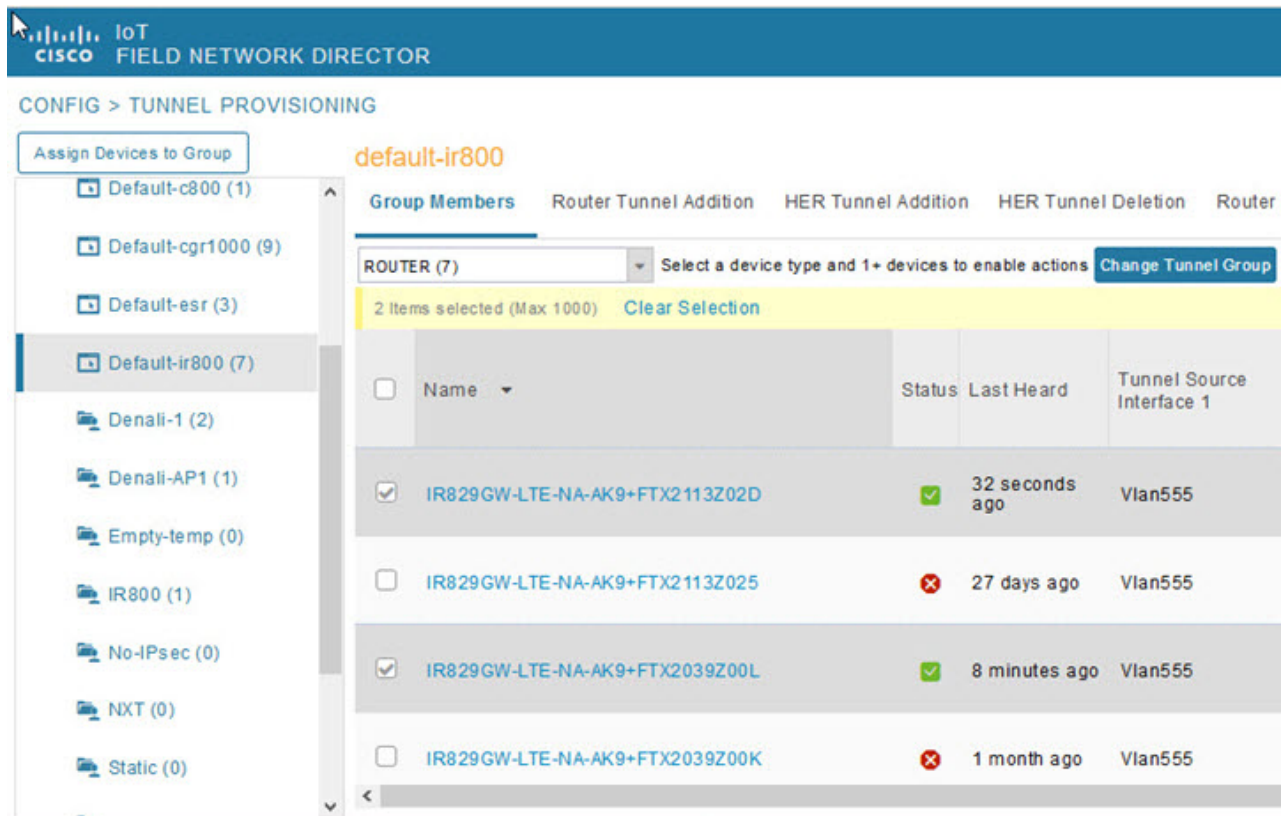 IoT
CISCO FIELD NETWORK DIRECTOR
CONFIG > TUNNEL PROVISIONING
Assign Devices to Group
Default-c800 (1)
Default-cgr1000 (9)
Default-esr (3)
Default-ir800 (7)
Denali-1 (2)
Denali-AP1 (1)
Empty-temp (0)
IR800 (1)
No-IPsec (0)
NXT (0)
Static (0)
default-ir800
Group Members Router Tunnel Addition HER Tunnel Addition HER Tunnel Deletion Router
ROUTER (7) Select a device type and 1+ devices to enable actions Change Tunnel Group
2 Items selected (Max 1000) Clear Selection
Name Status Last Heard Tunnel Source
Interface 1
IR829GW-LTE-NA-AK9+FTX2113Z02D 32 seconds
ago Vlan555
IR829GW-LTE-NA-AK9+FTX2113Z025 27 days ago Vlan555
IR829GW-LTE-NA-AK9+FTX2039Z00L 8 minutes ago Vlan555
IR829GW-LTE-NA-AK9+FTX2039Z00K 1 month ago Vlan555